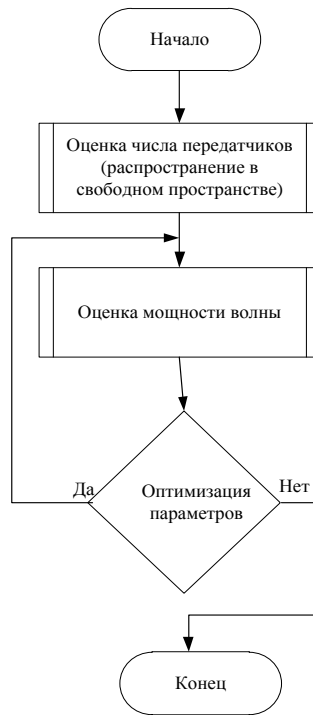 Начало
Оценка числа передатчиков
(распространение в
свободном пространстве)
Оценка мощности волны
Да
Нет
Оптимизация
параметров
Конец